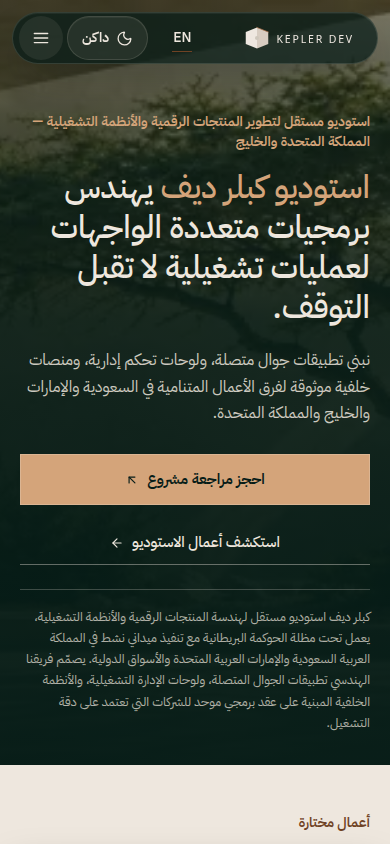 KEPLER DEV
EN
داكن
استوديو مستقل لتطوير المنتجات الرقمية والأنظمة التشغيلية —
المملكة المتحدة والخليج
استوديو كبلر ديف يهندس
برمجيات متعددة الواجهات
لعمليات تشغيلية لا تقبل
التوقف.
نبني تطبيقات جوال متصلة، ولوحات تحكم إدارية، ومنصات
خلفية موثوقة لفرق الأعمال المتنامية في السعودية والإمارات
والخليج والمملكة المتحدة.
احجز مراجعة مشروع
استكشف أعمال الاستوديو
كبلر ديف استوديو مستقل لهندسة المنتجات الرقمية والأنظمة التشغيلية،
يعمل تحت مظلة الحوكمة البريطانية مع تنفيذ ميداني نشط في المملكة
العربية السعودية والإمارات العربية المتحدة والأسواق الدولية. يصمّم فريقنا
الهندسي تطبيقات الجوال المتصلة، ولوحات الإدارة التشغيلية، والأنظمة
الخلفية المبنية على عقد برمجي موحد للشركات التي تعتمد على دقة
التشغيل.
أعمال مختارة